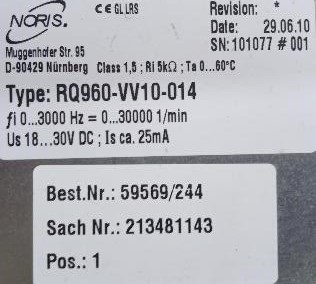 NORIS.
CE GL LRS
Revision: *
Date: 29.06.10
SN: 101077 # 001
Muggenhofer Str. 95
D-90429 Nürnberg Class 1,5 ; Ri 5kΩ ; Ta 0...60°C
Type: RQ960-VV10-014
fi 0...3000 Hz = 0...30000 1/min
Us 18...30V DC ; Is ca. 25mA
Best.Nr.: 59569/244
Sach Nr.: 213481143
Pos.: 1